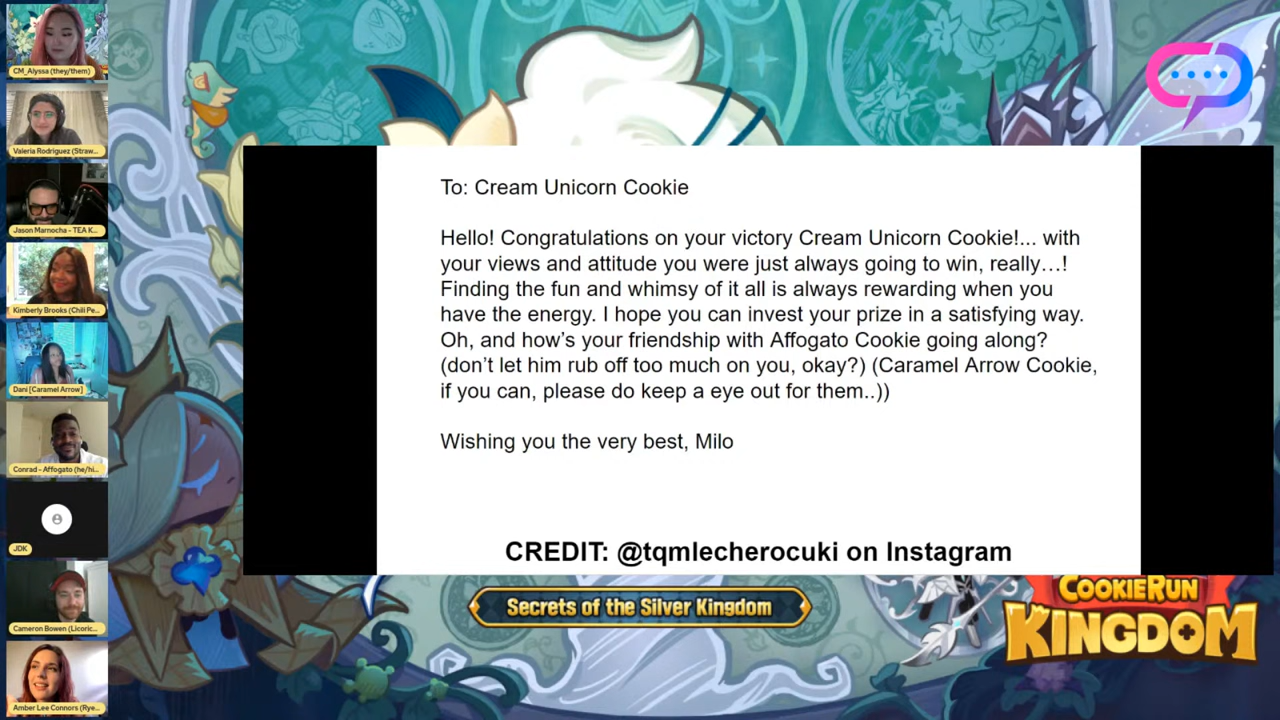 CM_Alyssa (they/them)
Valeria Rodriguez (Straw...
Jason Marnocha - TEA K...
Kimberly Brooks (Chili Pe...
Dani [Caramel Arrow]
Conrad - Affogato (he/hi...
JDK
Cameron Bowen (Licoric...
Amber Lee Connors (Rye...
To: Cream Unicorn Cookie
Hello! Congratulations on your victory Cream Unicorn Cookie!... with
your views and attitude you were just always going to win, really…!
Finding the fun and whimsy of it all is always rewarding when you
have the energy. I hope you can invest your prize in a satisfying way.
Oh, and how’s your friendship with Affogato Cookie going along?
(don’t let him rub off too much on you, okay?) (Caramel Arrow Cookie,
if you can, please do keep a eye out for them..))
Wishing you the very best, Milo
CREDIT: @tqmlecherocuki on Instagram
Secrets of the Silver Kingdom
COOKIERUN
KINGDOM